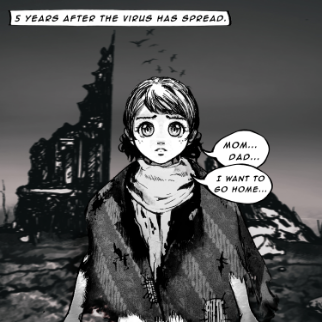 5 YEARS AFTER THE VIRUS HAS SPREAD.
MOM...
DAD...
I WANT TO
GO HOME...